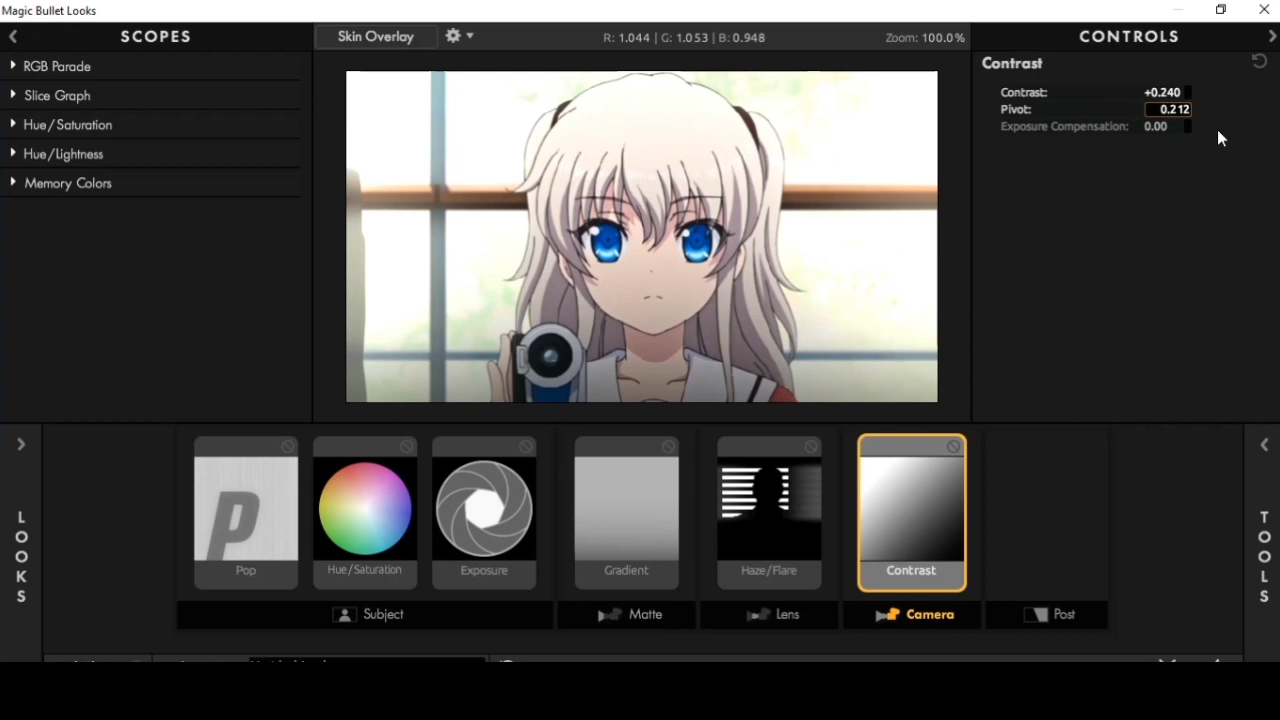 Magic Bullet Looks
SCOPES
Skin Overlay
R: 1.044 | G: 1.053 | B: 0.948
Zoom: 100.0%
CONTROLS
RGB Parade
Slice Graph
Hue/Saturation
Hue/Lightness
Memory Colors
Contrast
Contrast: +0.240
Pivot: 0.212
Exposure Compensation: 0.00
LOOKS
P
Pop
Hue/Saturation
Exposure
Gradient
Haze/Flare
Contrast
Subject
Matte
Lens
Camera
Post
TOOLS